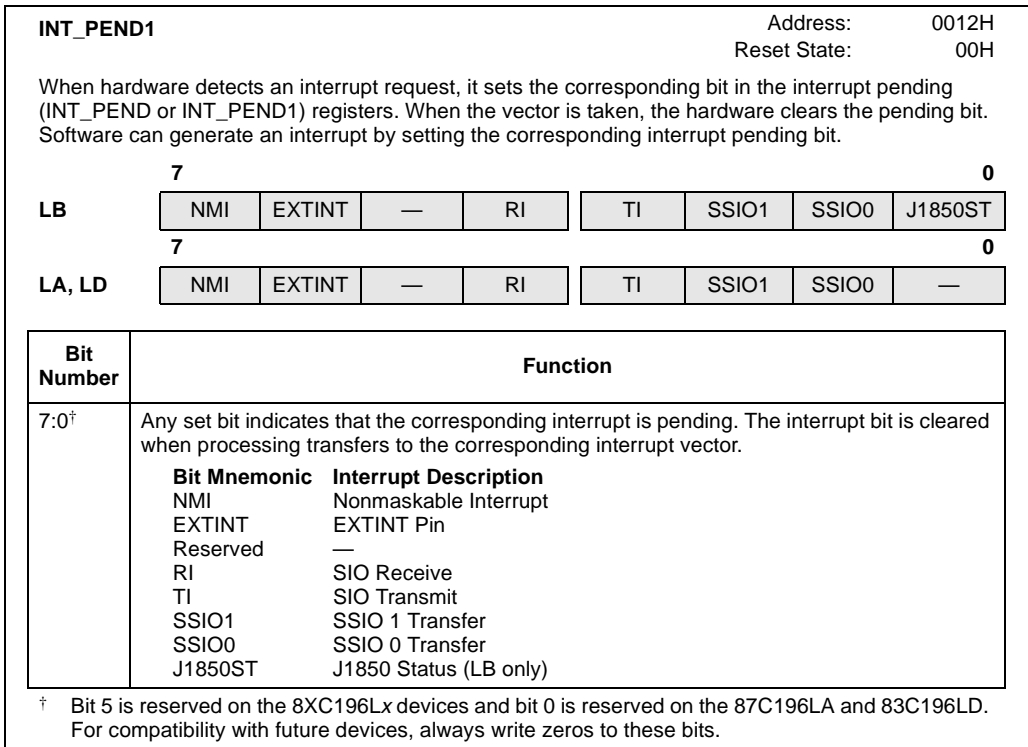 INT_PEND1 Address: 0012H
Reset State: 00H
When hardware detects an interrupt request, it sets the corresponding bit in the interrupt pending
(INT_PEND or INT_PEND1) registers. When the vector is taken, the hardware clears the pending bit.
Software can generate an interrupt by setting the corresponding interrupt pending bit.
7 0
LB NMI EXTINT — RI TI SSIO1 SSIO0 J1850ST
7 0
LA, LD NMI EXTINT — RI TI SSIO1 SSIO0 —
Bit
Number
Function
7:0† Any set bit indicates that the corresponding interrupt is pending. The interrupt bit is cleared
when processing transfers to the corresponding interrupt vector.
Bit Mnemonic Interrupt Description
NMI Nonmaskable Interrupt
EXTINT EXTINT Pin
Reserved —
RI SIO Receive
TI SIO Transmit
SSIO1 SSIO 1 Transfer
SSIO0 SSIO 0 Transfer
J1850ST J1850 Status (LB only)
† Bit 5 is reserved on the 8XC196Lx devices and bit 0 is reserved on the 87C196LA and 83C196LD.
For compatibility with future devices, always write zeros to these bits.